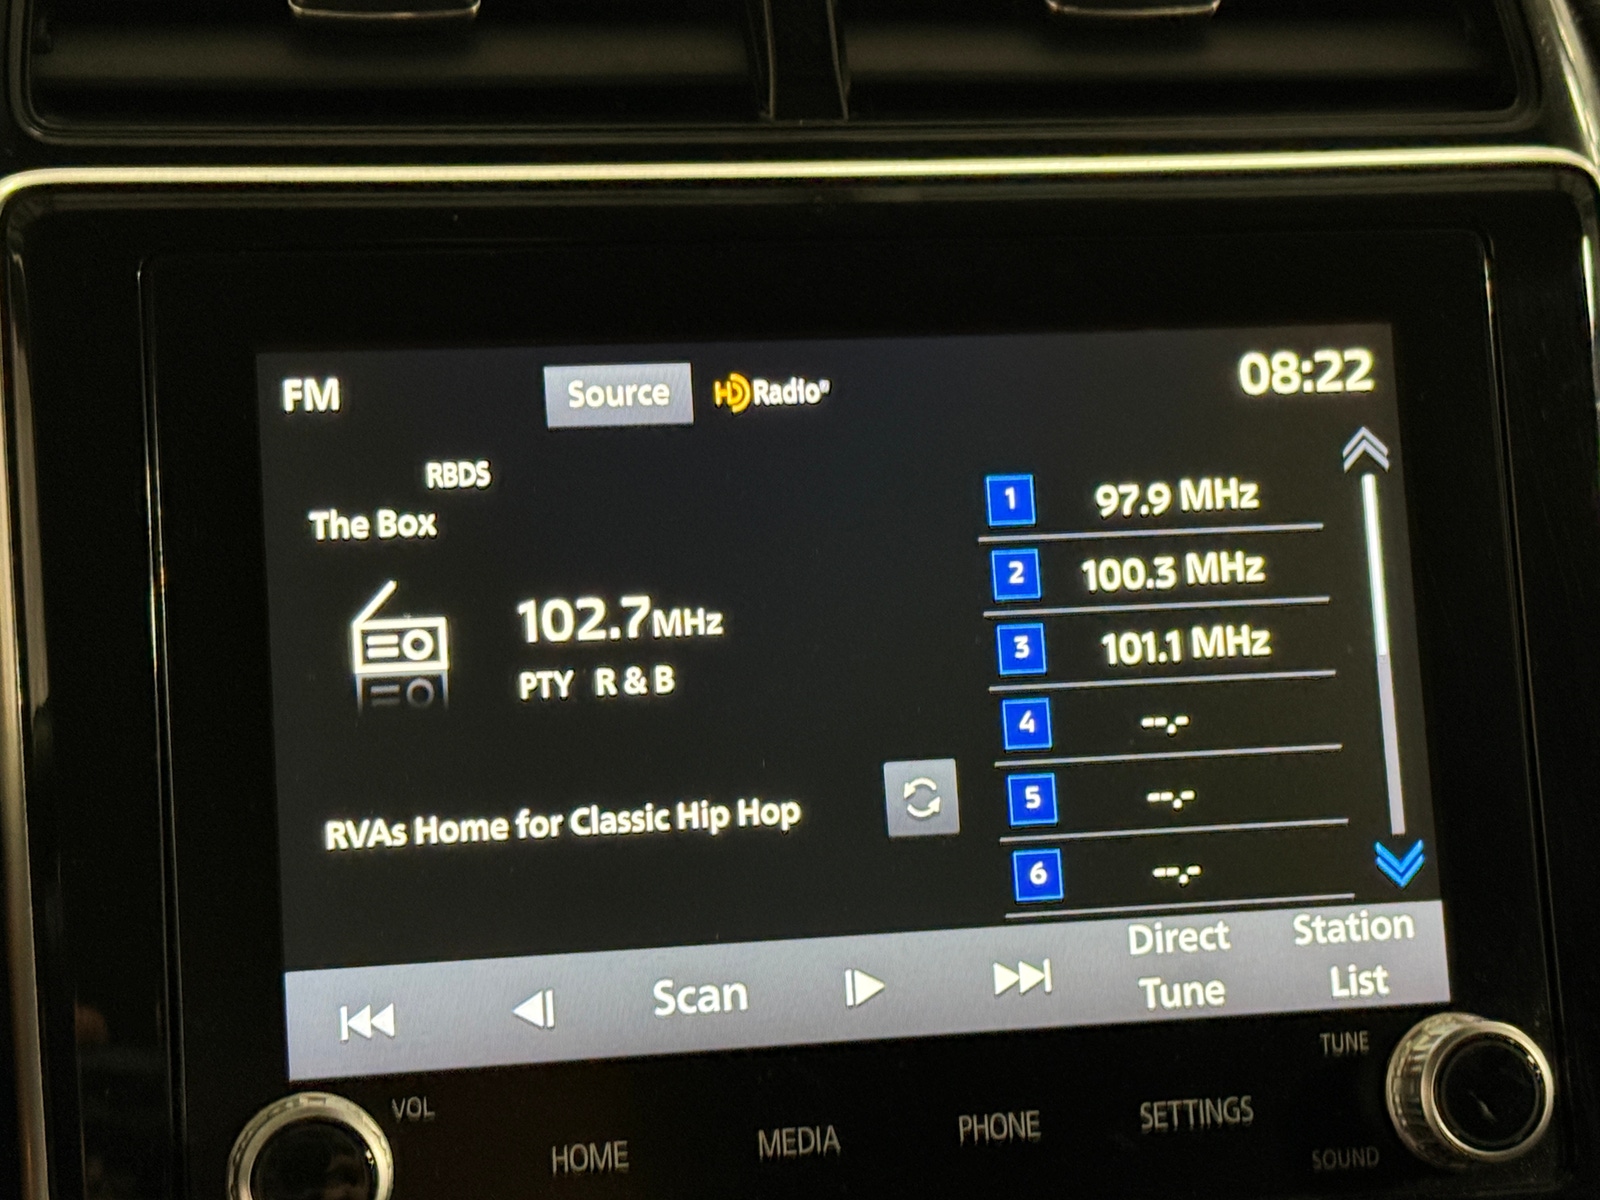 FM
Source
HD Radio
08:22
RBDS
The Box
102.7 MHz
PTY R & B
RVAs Home for Classic Hip Hop
1 97.9 MHz
2 100.3 MHz
3 101.1 MHz
4 --.-
5 --.-
6 --.-
Scan
Direct
Tune
Station
List
VOL
HOME
MEDIA
PHONE
SETTINGS
TUNE
SOUND